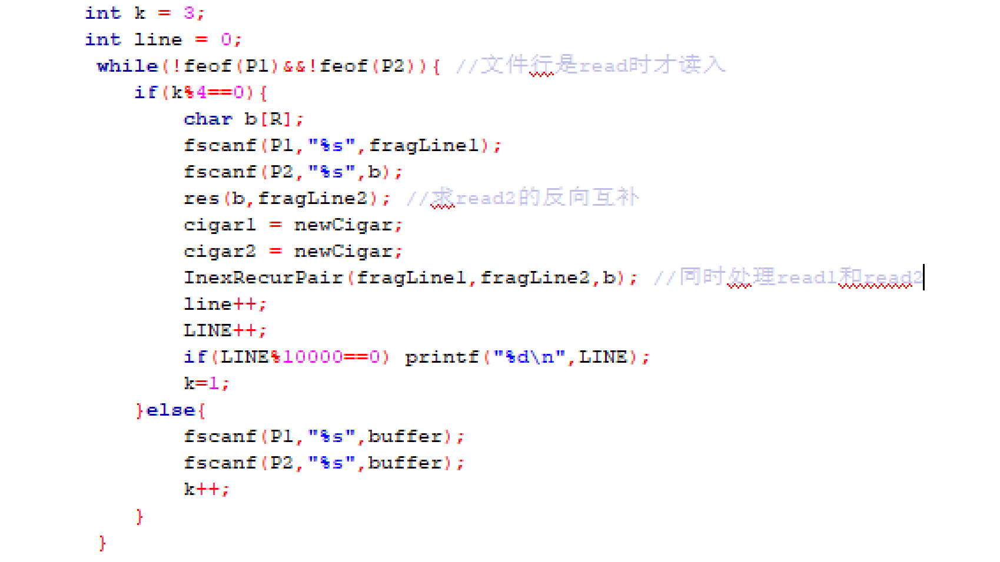 int k = 3;
int line = 0;
while(!feof(P1)&&!feof(P2)){ //文件行是read时才读入
if(k%4==0){
char b[R];
fscanf(P1,"%s",fragLine1);
fscanf(P2,"%s",b);
res(b,fragLine2); //求read2的反向互补
cigar1 = newCigar;
cigar2 = newCigar;
InexRecurPair(fragLine1,fragLine2,b); //同时处理read1和read2
line++;
LINE++;
if(LINE%10000==0) printf("%d\n",LINE);
k=1;
}else{
fscanf(P1,"%s",buffer);
fscanf(P2,"%s",buffer);
k++;
}
}